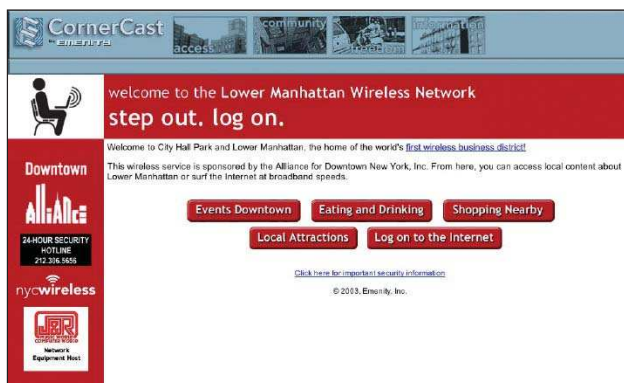 CornerCast
by EMENITY
access
community
freedom
information
welcome to the Lower Manhattan Wireless Network
step out. log on.
Welcome to City Hall Park and Lower Manhattan, the home of the world's first wireless business district!
This wireless service is sponsored by the Alliance for Downtown New York, Inc. From here, you can access local content about
Lower Manhattan or surf the Internet at broadband speeds.
Events Downtown
Eating and Drinking
Shopping Nearby
Local Attractions
Log on to the Internet
Click here for important security information
© 2003, Emenity, Inc.
Downtown
AlliANcE
24-HOUR SECURITY
HOTLINE
212.306.5656
nycwireless
J&R
MUSIC WORLD
COMPUTER WORLD
Network
Equipment Host